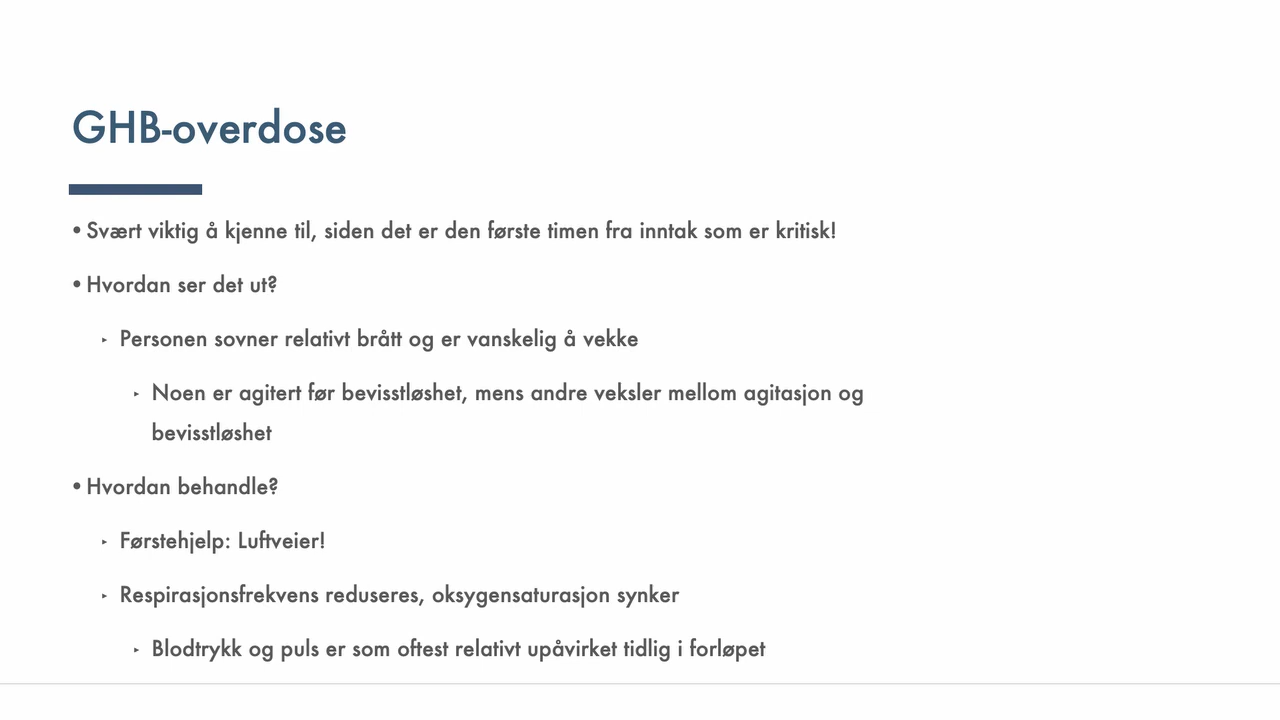 GHB-overdose
• Svært viktig å kjenne til, siden det er den første timen fra inntak som er kritisk!
• Hvordan ser det ut?
‣ Personen sovner relativt brått og er vanskelig å vekke
‣ Noen er agitert før bevisstløshet, mens andre veksler mellom agitasjon og
bevisstløshet
• Hvordan behandle?
‣ Førstehjelp: Luftveier!
‣ Respirasjonsfrekvens reduseres, oksygensaturasjon synker
‣ Blodtrykk og puls er som oftest relativt upåvirket tidlig i forløpet